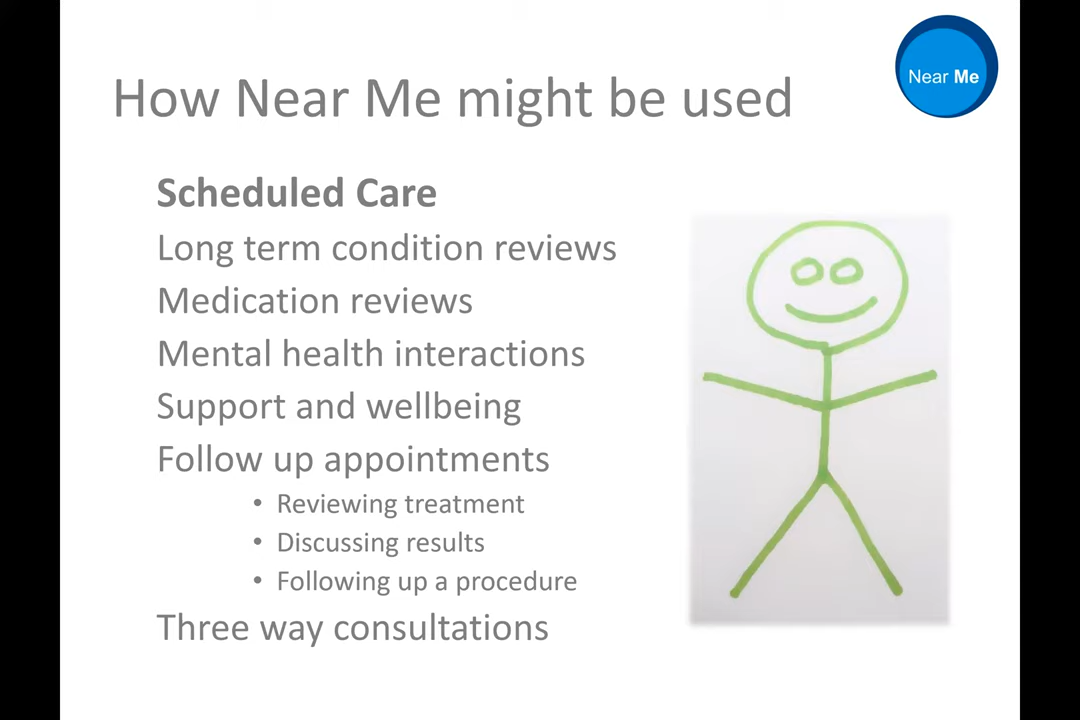 Near Me
How Near Me might be used
Scheduled Care
Long term condition reviews
Medication reviews
Mental health interactions
Support and wellbeing
Follow up appointments
• Reviewing treatment
• Discussing results
• Following up a procedure
Three way consultations